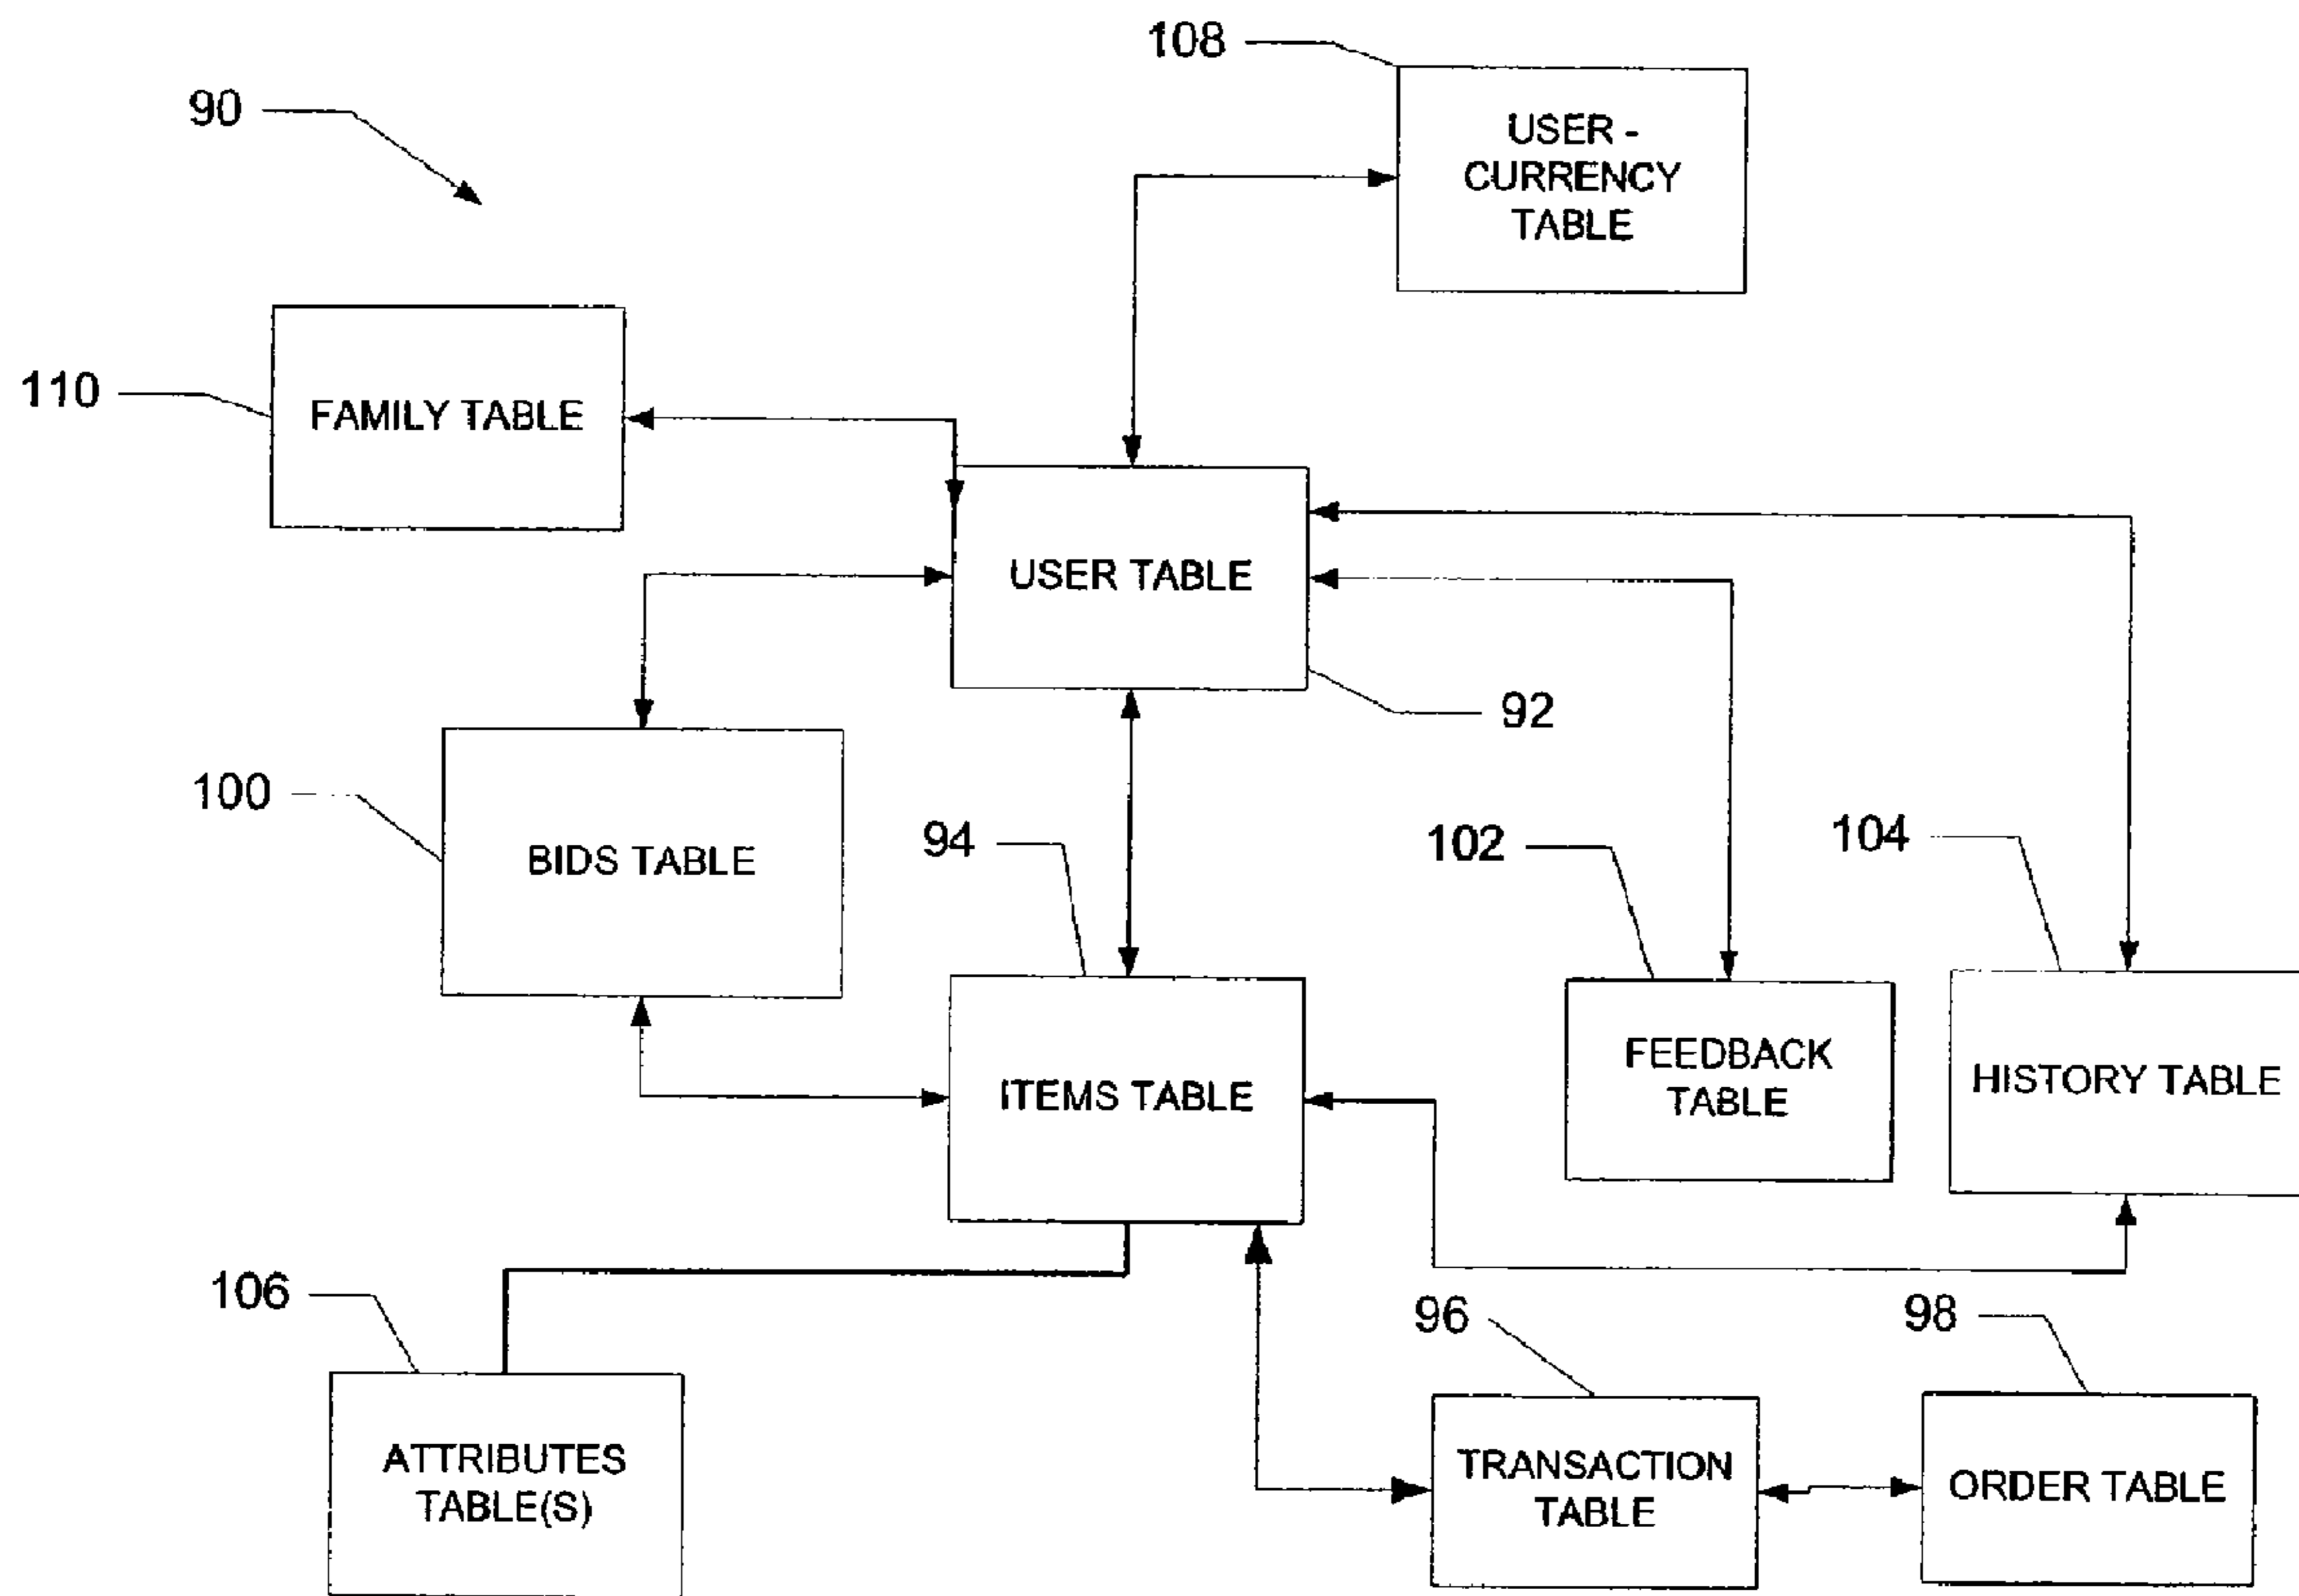 108
90
USER -
CURRENCY
TABLE
110
FAMILY TABLE
USER TABLE
92
100
BIDS TABLE
94
102
104
ITEMS TABLE
FEEDBACK
TABLE
HISTORY TABLE
106
96
98
ATTRIBUTES
TABLE(S)
TRANSACTION
TABLE
ORDER TABLE